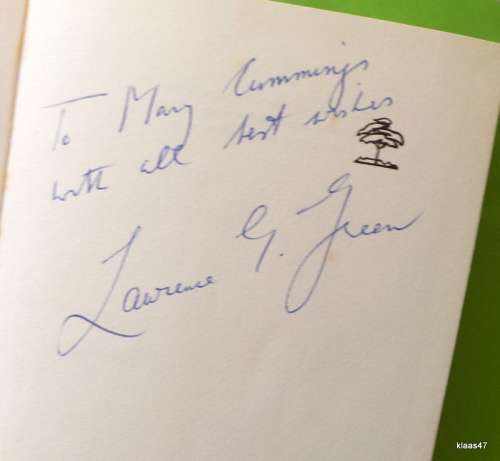 To Mary Cummings
with all best wishes
Lawrence G. Green
klaas47